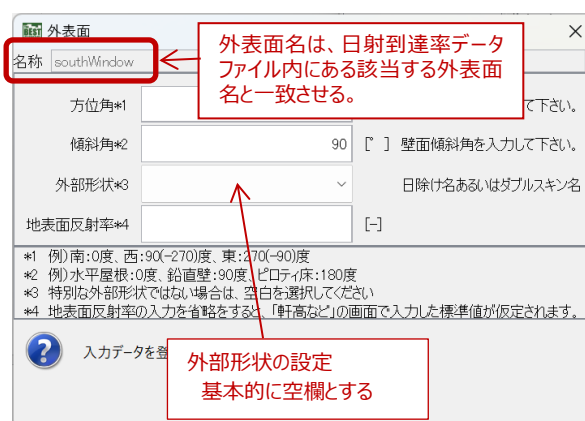 BEST 外表面
名称 southWindow
外表面名は、日射到達率データ
ファイル内にある該当する外表面
名と一致させる。
方位角*1
て下さい。
傾斜角*2 90 [° ] 壁面傾斜角を入力して下さい。
外部形状*3 日除け名あるいはダブルスキン名
地表面反射率*4 [-]
*1 例)南:0度、西:90(-270)度、東:270(-90)度
*2 例)水平屋根:0度、鉛直壁:90度、ピロティ床:180度
*3 特別な外部形状ではない場合は、空白を選択してください
*4 地表面反射率の入力を省略をすると、「軒高など」の画面で入力した標準値が仮定されます。
入力データを登
外部形状の設定
基本的に空欄とする